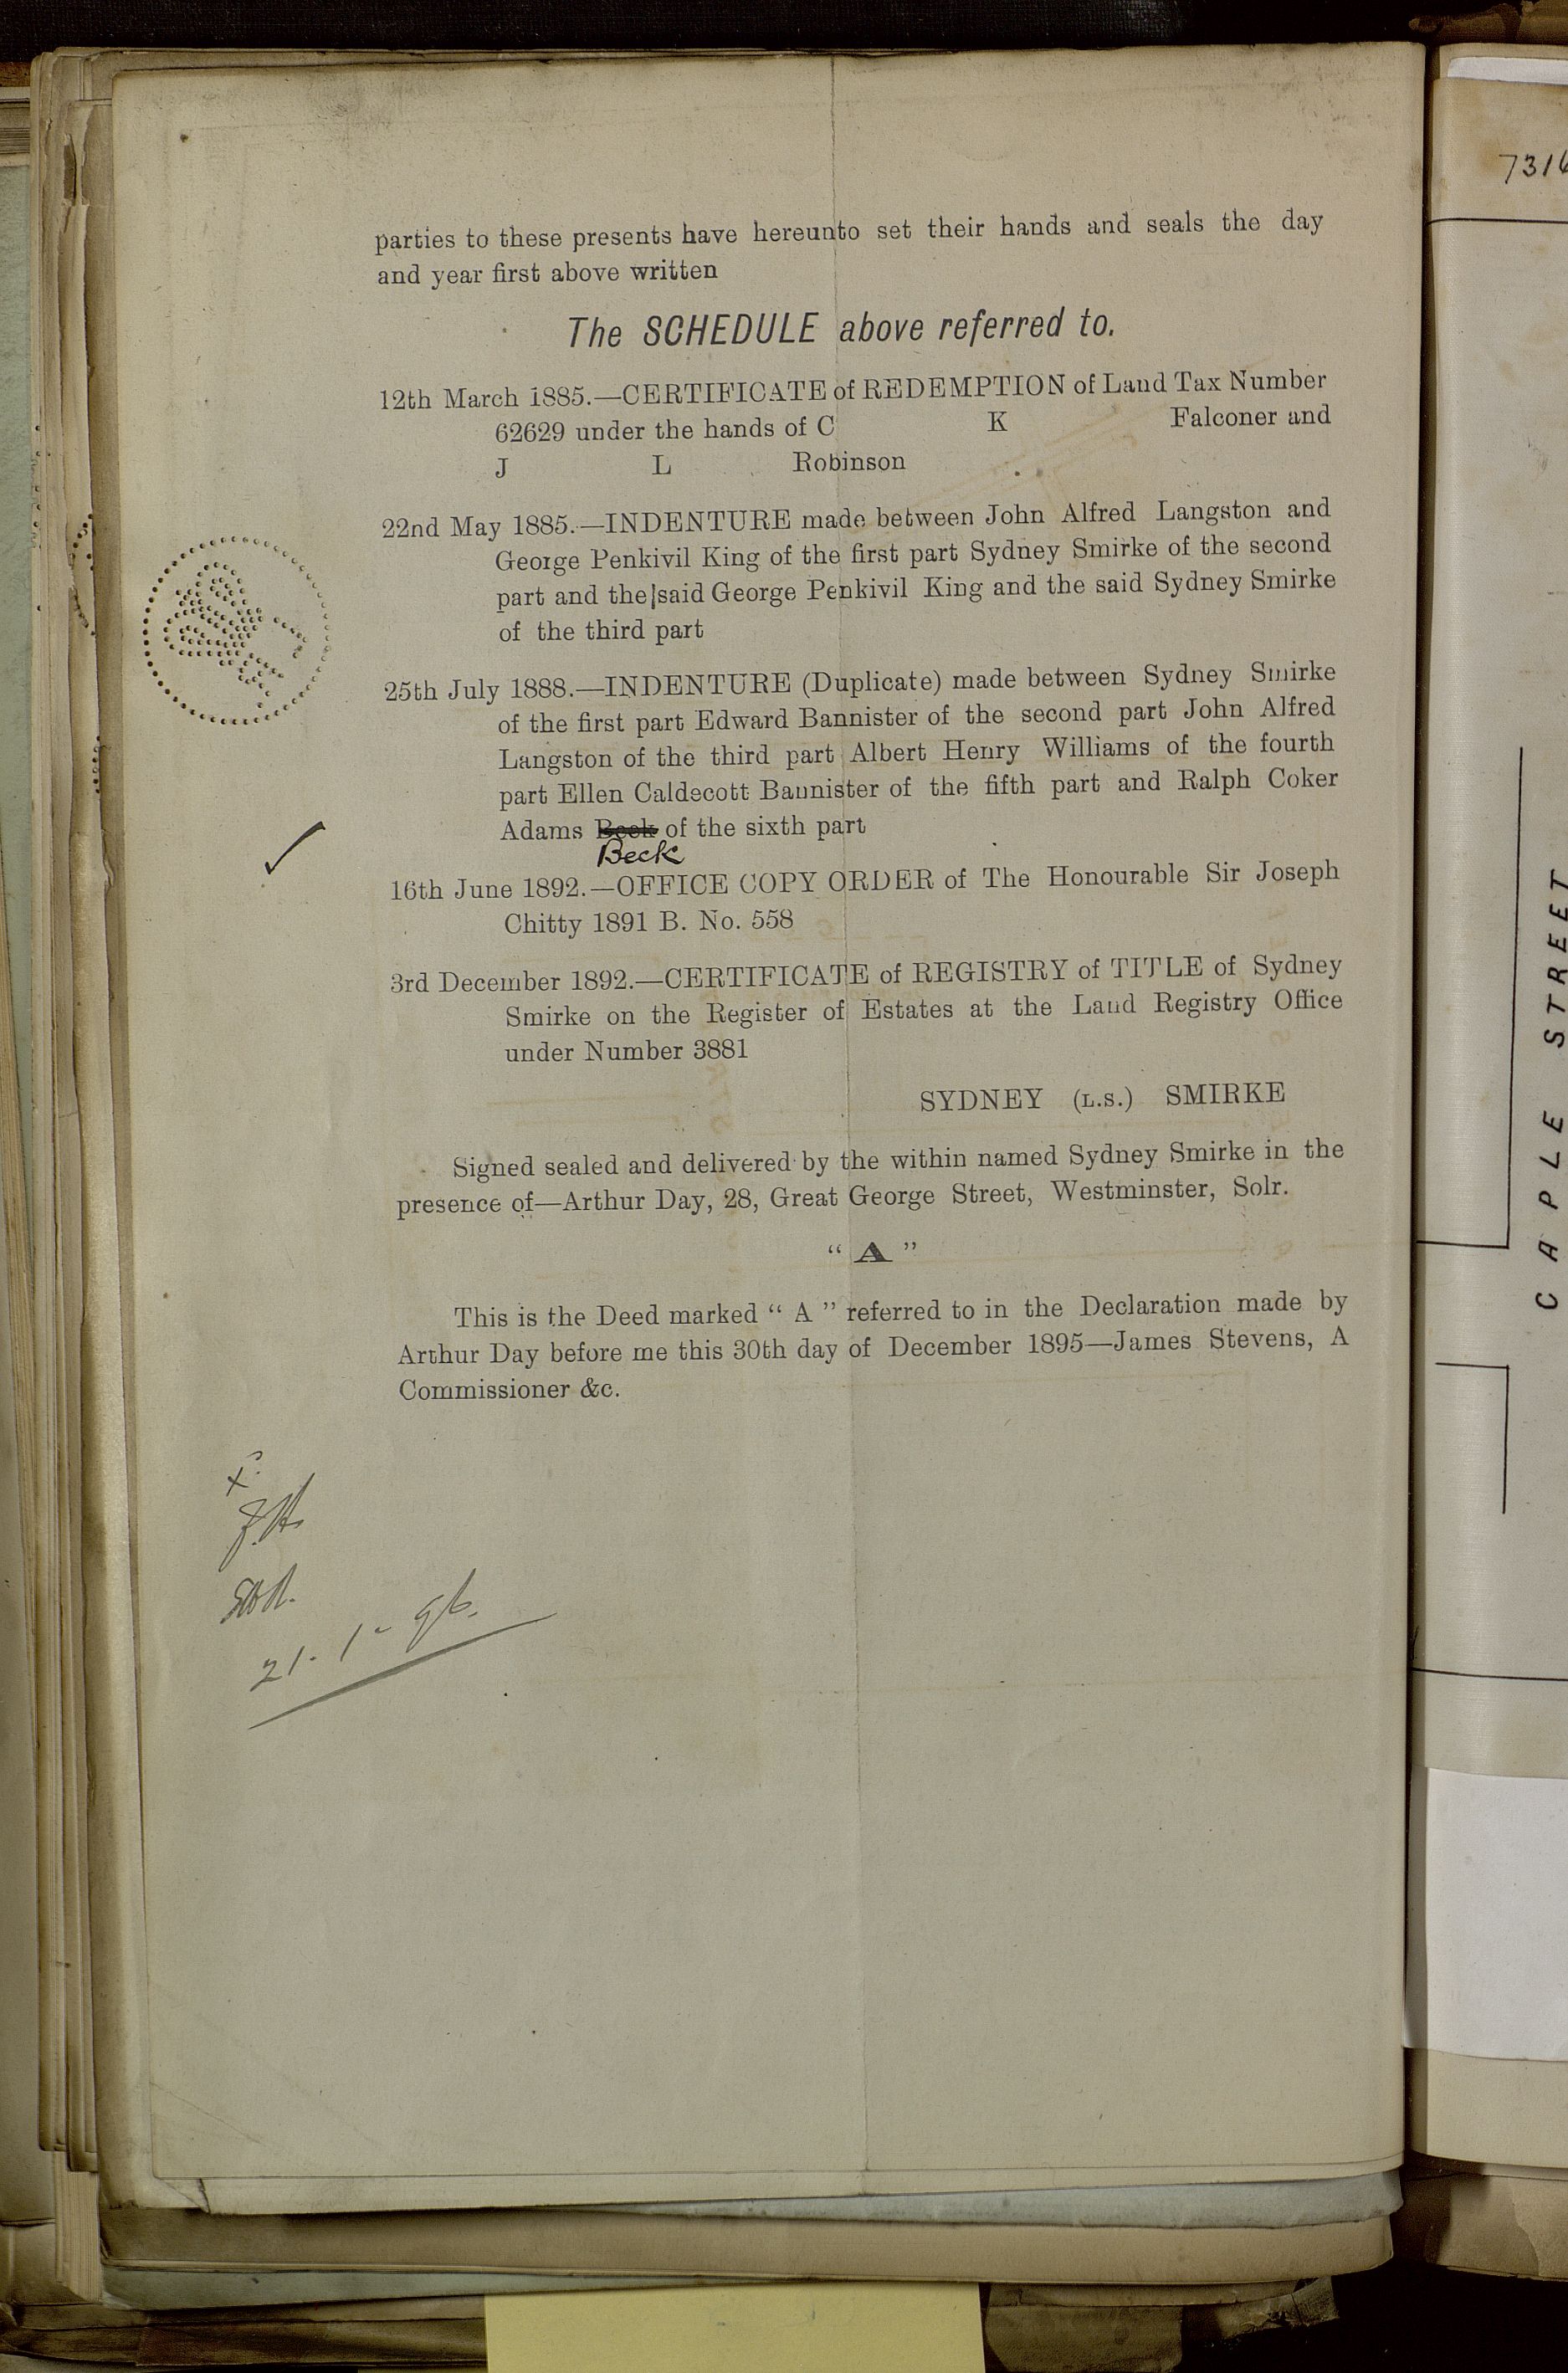 parties to these presents have hereunto set their hands and seals the day
and year first above written
The SCHEDULE above referred to.
12th March 1885.—CERTIFICATE of REDEMPTION of Land Tax Number
62629 under the hands of C K Falconer and
J L Robinson
22nd May 1885.—INDENTURE made between John Alfred Langston and
George Penkivil King of the first part Sydney Smirke of the second
part and the said George Penkivil King and the said Sydney Smirke
of the third part
25th July 1888.—INDENTURE (Duplicate) made between Sydney Smirke
of the first part Edward Bannister of the second part John Alfred
Langston of the third part Albert Henry Williams of the fourth
part Ellen Caldecott Bannister of the fifth part and Ralph Coker
Adams Beck of the sixth part
Beck
16th June 1892.—OFFICE COPY ORDER of The Honourable Sir Joseph
Chitty 1891 B. No. 558
3rd December 1892.—CERTIFICATE of REGISTRY of TITLE of Sydney
Smirke on the Register of Estates at the Land Registry Office
under Number 3881
SYDNEY (L.S.) SMIRKE
Signed sealed and delivered by the within named Sydney Smirke in the
presence of—Arthur Day, 28, Great George Street, Westminster, Solr.
“ A ”
This is the Deed marked “ A ” referred to in the Declaration made by
Arthur Day before me this 30th day of December 1895—James Stevens, A
Commissioner &c.
21. 1- 96.
CAPLE STREET